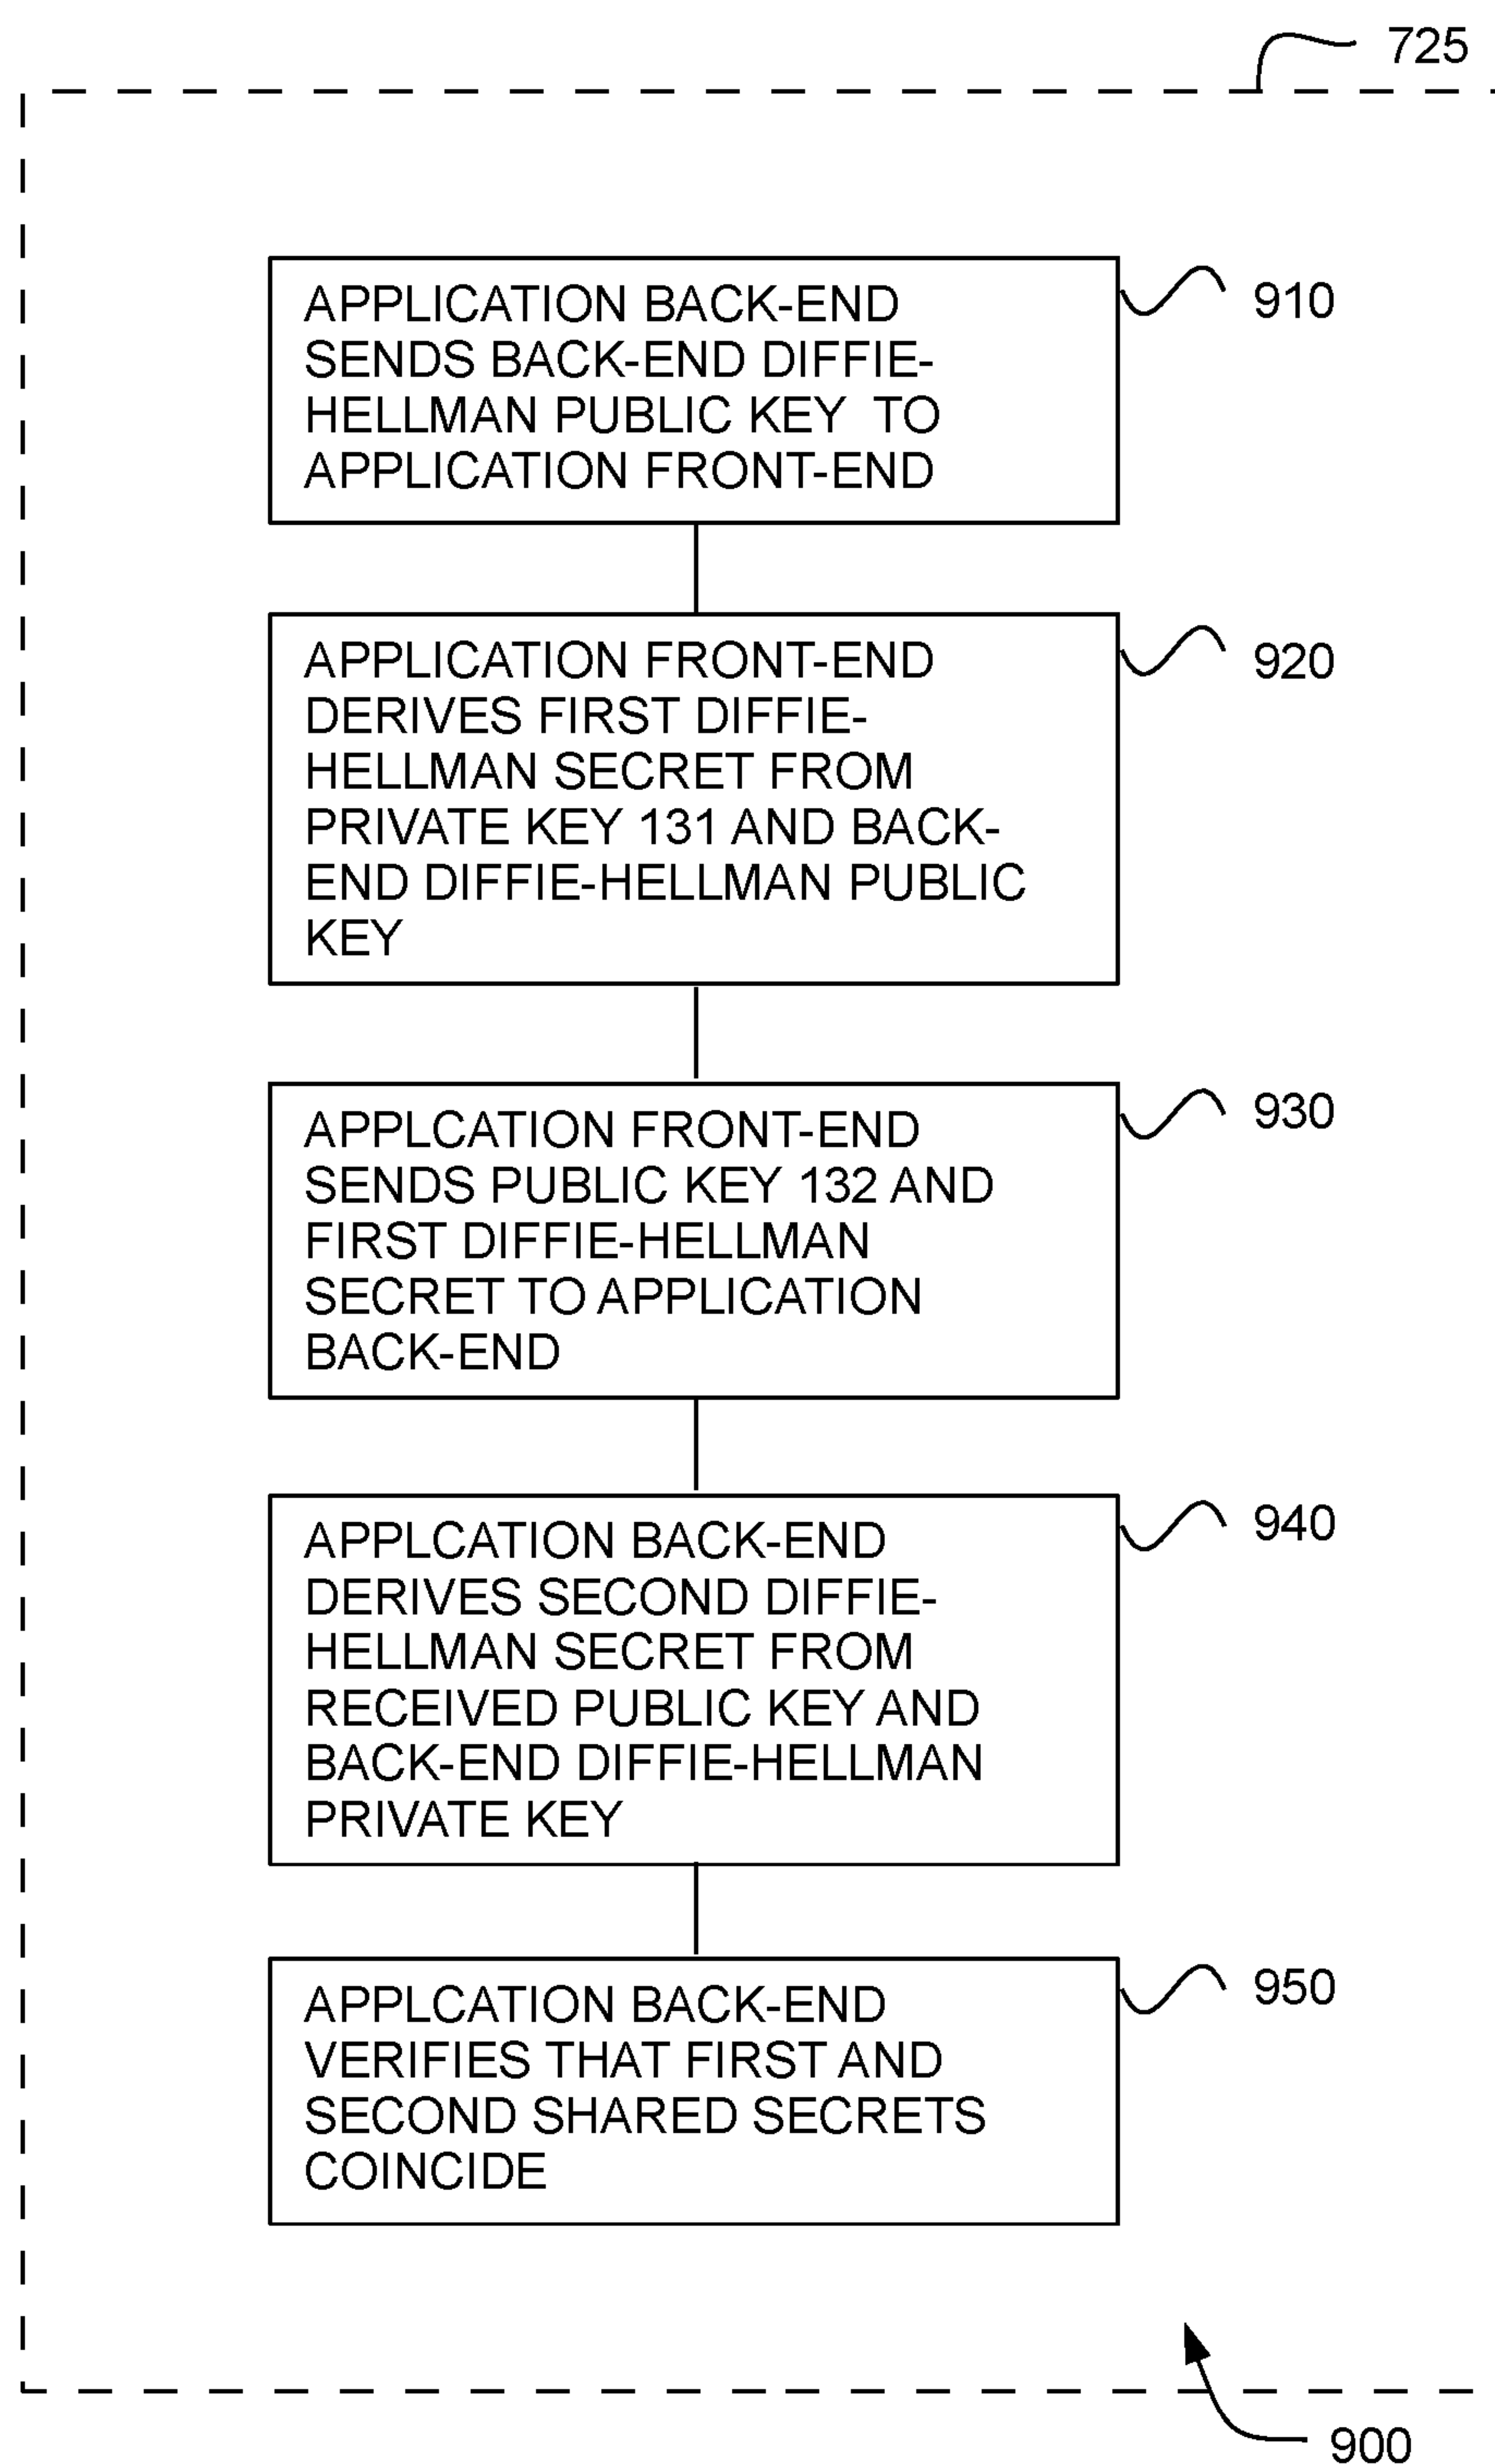 725
APPLICATION BACK-END
SENDS BACK-END DIFFIE-
HELLMAN PUBLIC KEY TO
APPLICATION FRONT-END
910
APPLICATION FRONT-END
DERIVES FIRST DIFFIE-
HELLMAN SECRET FROM
PRIVATE KEY 131 AND BACK-
END DIFFIE-HELLMAN PUBLIC
KEY
920
APPLCATION FRONT-END
SENDS PUBLIC KEY 132 AND
FIRST DIFFIE-HELLMAN
SECRET TO APPLICATION
BACK-END
930
APPLCATION BACK-END
DERIVES SECOND DIFFIE-
HELLMAN SECRET FROM
RECEIVED PUBLIC KEY AND
BACK-END DIFFIE-HELLMAN
PRIVATE KEY
940
APPLCATION BACK-END
VERIFIES THAT FIRST AND
SECOND SHARED SECRETS
COINCIDE
950
900